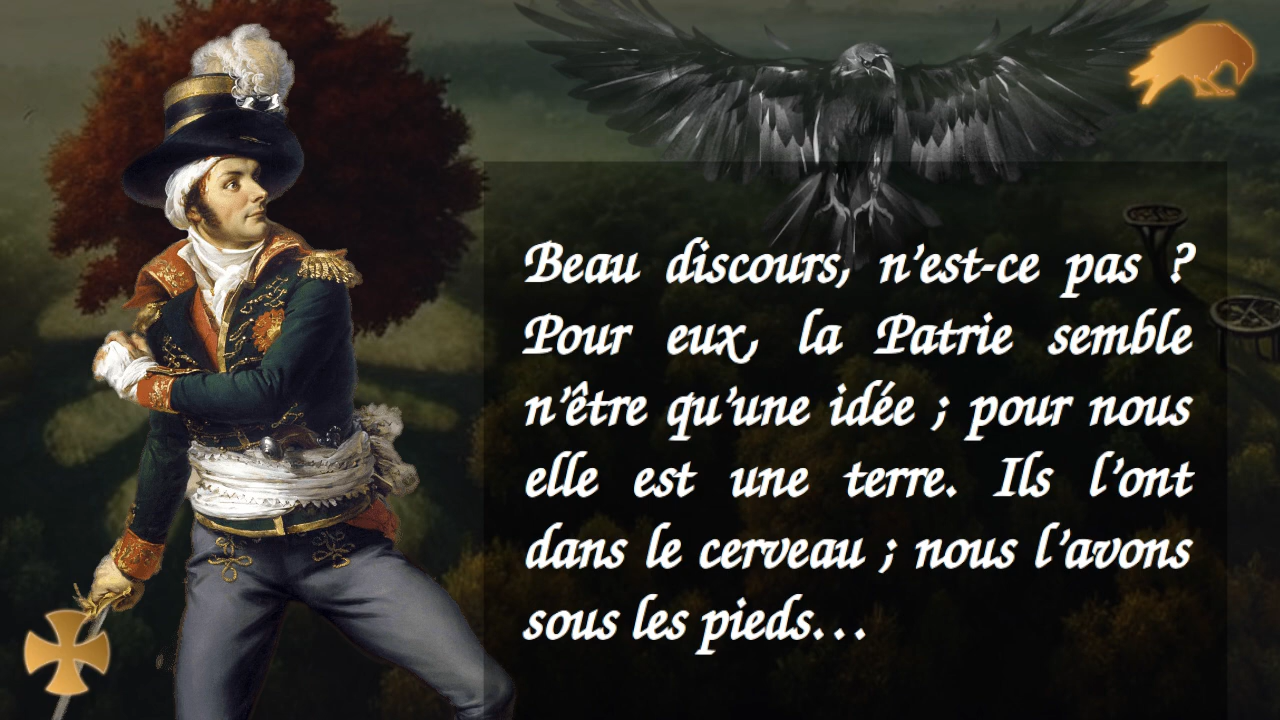 Beau discours, n'est-ce pas ?
Pour eux, la Patrie semble
n'être qu'une idée ; pour nous
elle est une terre. Ils l'ont
dans le cerveau ; nous l'avons
sous les pieds…